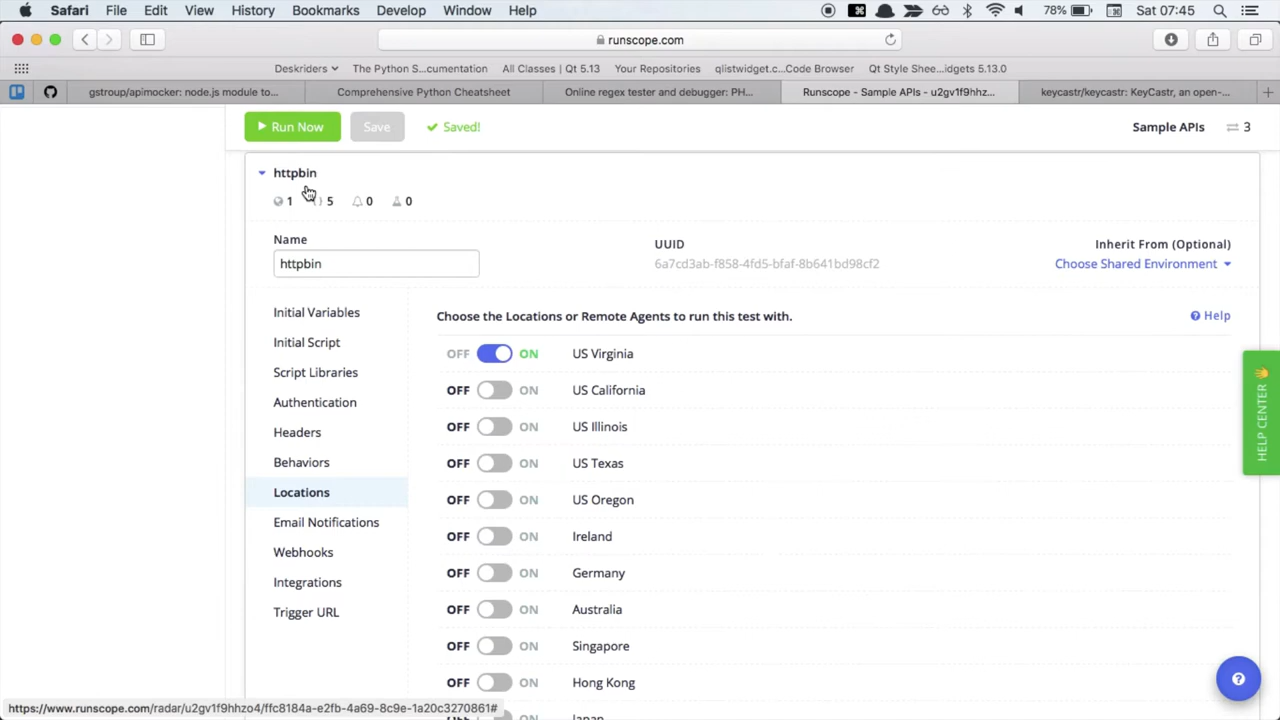 Safari File Edit View History Bookmarks Develop Window Help 78% Sat 07:45
runscope.com
Deskriders The Python S...cumentation All Classes | Qt 5.13 Your Repositories qlistwidget.c...Code Browser Qt Style Shee...idgets 5.13.0
gstroup/apimocker: node.js module to... Comprehensive Python Cheatsheet Online regex tester and debugger: PH... Runscope - Sample APIs - u2gv1f9hhz... keycastr/keycastr: KeyCastr, an open-...
Run Now Save Saved! Sample APIs 3
httpbin
1 5 0 0
Name UUID Inherit From (Optional)
httpbin 6a7cd3ab-f858-4fd5-bfaf-8b641bd98cf2 Choose Shared Environment
Initial Variables Choose the Locations or Remote Agents to run this test with. Help
Initial Script OFF ON US Virginia
Script Libraries OFF ON US California
Authentication OFF ON US Illinois
Headers OFF ON US Texas
Behaviors OFF ON US Oregon
Locations OFF ON Ireland
Email Notifications OFF ON Germany
Webhooks OFF ON Australia
Integrations OFF ON Singapore
Trigger URL OFF ON Hong Kong
Japan
HELP CENTER
https://www.runscope.com/radar/u2gv1f9hhzo4/ffc8184a-e2fb-4a69-8c9e-1a20c3270861#